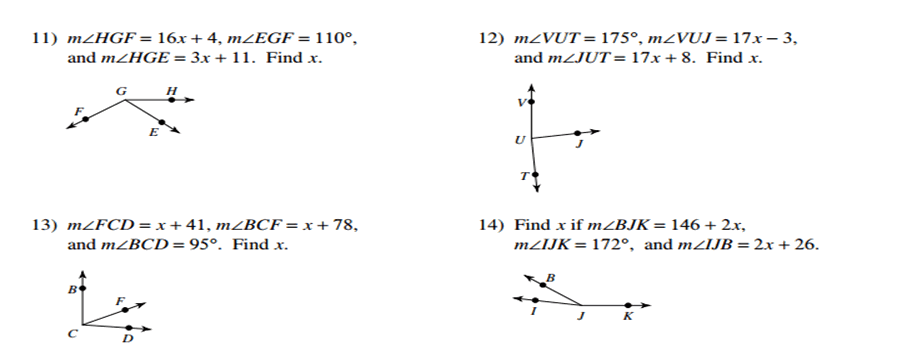 11) m∠HGF = 16x + 4, m∠EGF = 110°,
and m∠HGE = 3x + 11. Find x.
G H
F
E
12) m∠VUT = 175°, m∠VUJ = 17x − 3,
and m∠JUT = 17x + 8. Find x.
V
U
J
T
13) m∠FCD = x + 41, m∠BCF = x + 78,
and m∠BCD = 95°. Find x.
B
F
C
D
14) Find x if m∠BJK = 146 + 2x,
m∠IJK = 172°, and m∠IJB = 2x + 26.
B
I J K